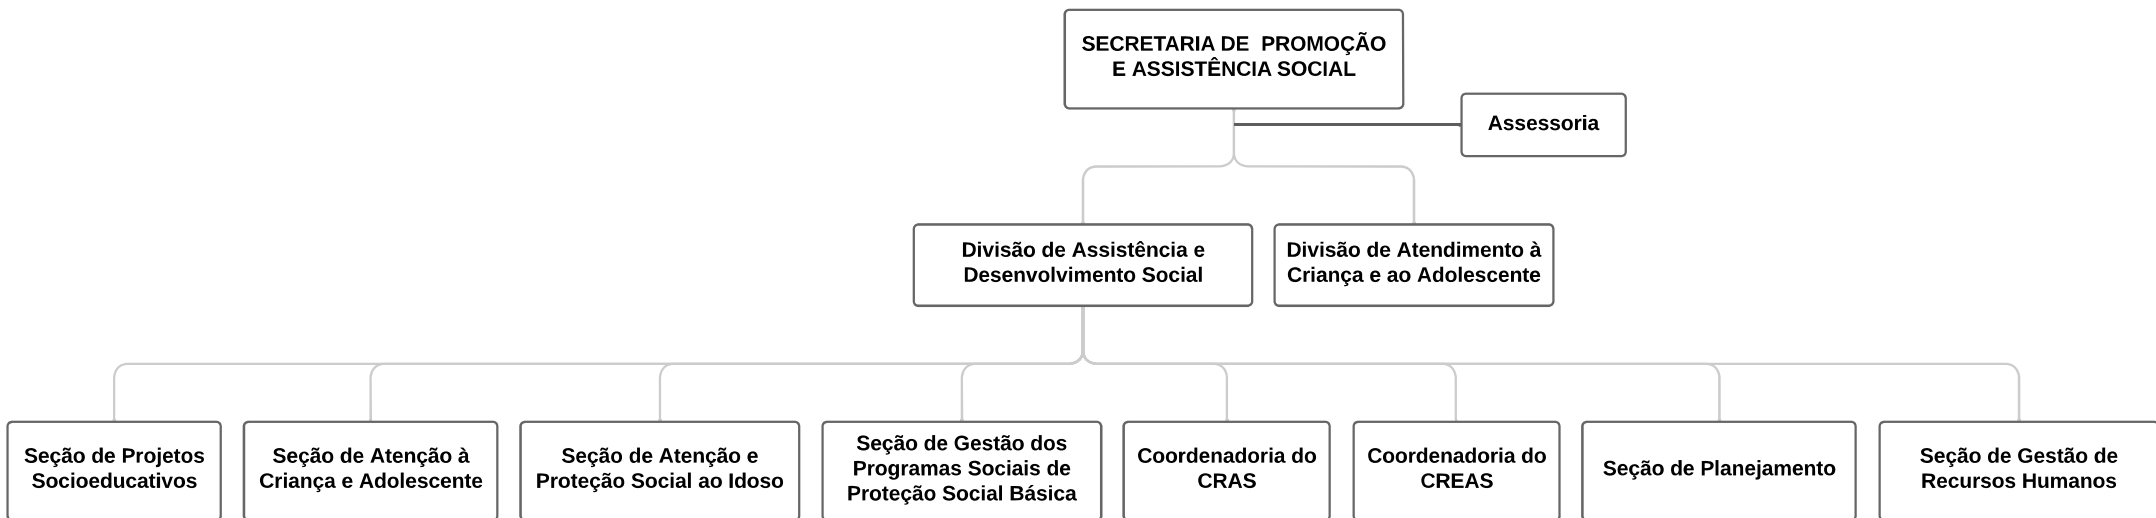 SECRETARIA DE  PROMOÇÃO
E ASSISTÊNCIA SOCIAL
Assessoria
Divisão de Assistência e
Desenvolvimento Social
Divisão de Atendimento à
Criança e ao Adolescente
Seção de Projetos
Socioeducativos
Seção de Atenção à
Criança e Adolescente
Seção de Atenção e
Proteção Social ao Idoso
Seção de Gestão dos
Programas Sociais de
Proteção Social Básica
Coordenadoria do
CRAS
Coordenadoria do
CREAS
Seção de Planejamento
Seção de Gestão de
Recursos Humanos